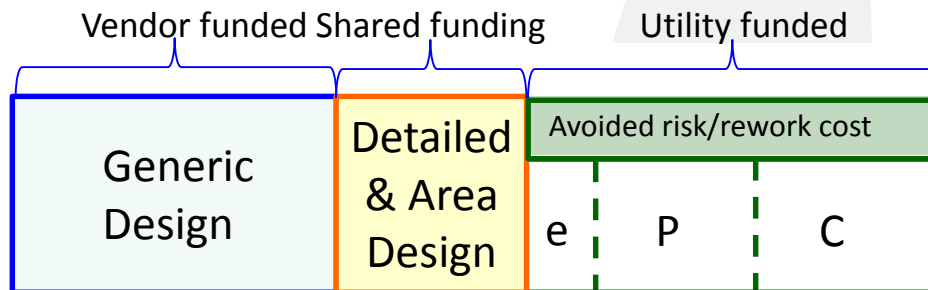 Vendor funded Shared funding Utility funded
Generic
Design
Detailed
& Area
Design
Avoided risk/rework cost
e P C